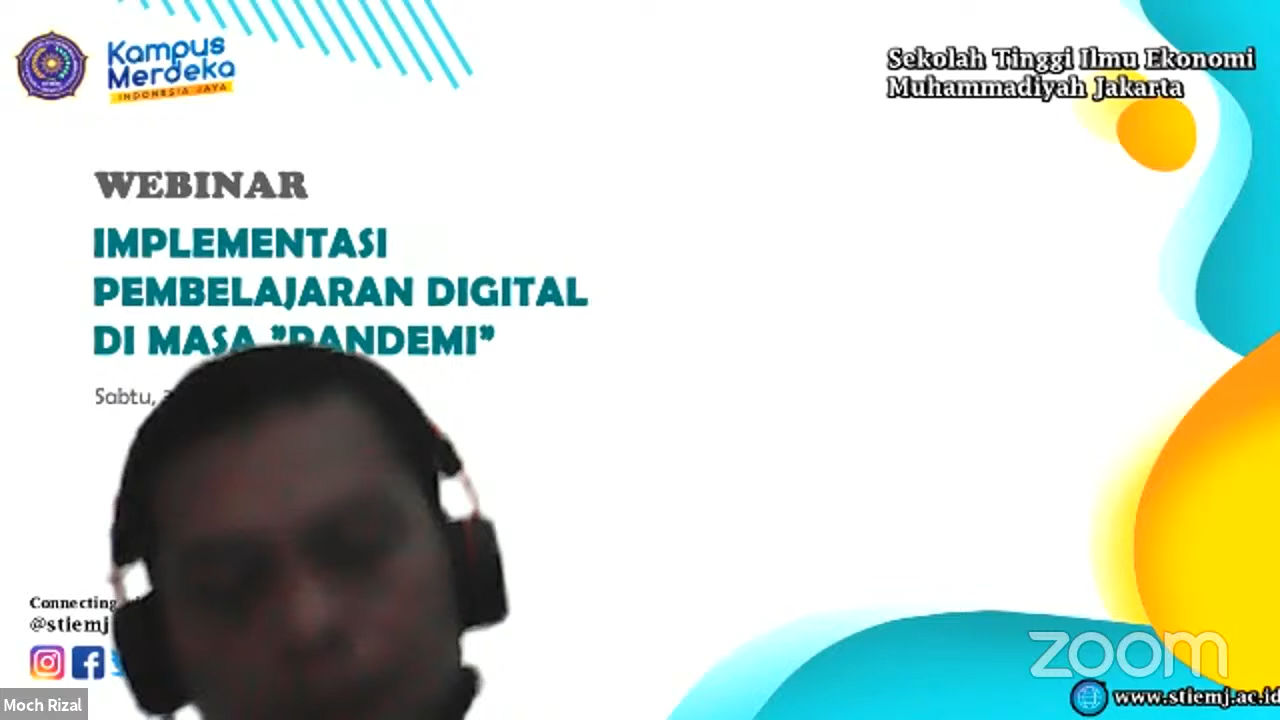 Kampus
Merdeka
INDONESIA JAYA
Sekolah Tinggi Ilmu Ekonomi
Muhammadiyah Jakarta
WEBINAR
IMPLEMENTASI
PEMBELAJARAN DIGITAL
DI MASA "PANDEMI"
Sabtu,
Connecting
@stiemj
zoom
www.stiemj.ac.id
Moch Rizal